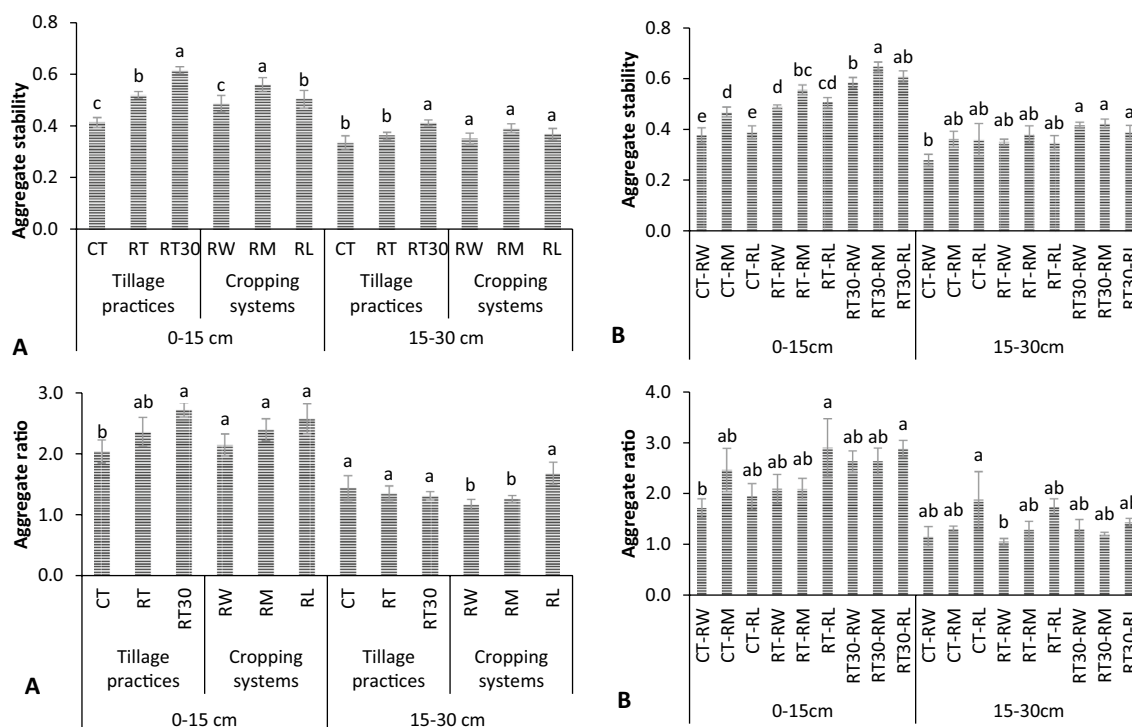 0.8
0.6
0.4
0.2
0.0
Aggregate stability
c b a c a b b b a a a a
CT RT RT30 RW RM RL CT RT RT30 RW RM RL
Tillage practices Cropping systems Tillage practices Cropping systems
0-15 cm 15-30 cm
A
0.8
0.6
0.4
0.2
0.0
Aggregate stability
e d e d bc cd b a ab b ab ab ab ab ab a a a
CT-RW CT-RM CT-RL RT-RW RT-RM RT-RL RT30-RW RT30-RM RT30-RL CT-RW CT-RM CT-RL RT-RW RT-RM RT-RL RT30-RW RT30-RM RT30-RL
0-15cm 15-30cm
B
3.0
2.0
1.0
0.0
Aggregate ratio
b ab a a a a a a a b b a
CT RT RT30 RW RM RL CT RT RT30 RW RM RL
Tillage practices Cropping systems Tillage practices Cropping systems
0-15 cm 15-30 cm
A
4.0
3.0
2.0
1.0
0.0
Aggregate ratio
b ab ab ab ab a ab ab a ab ab a b ab ab ab ab ab
CT-RW CT-RM CT-RL RT-RW RT-RM RT-RL RT30-RW RT30-RM RT30-RL CT-RW CT-RM CT-RL RT-RW RT-RM RT-RL RT30-RW RT30-RM RT30-RL
0-15cm 15-30cm
B